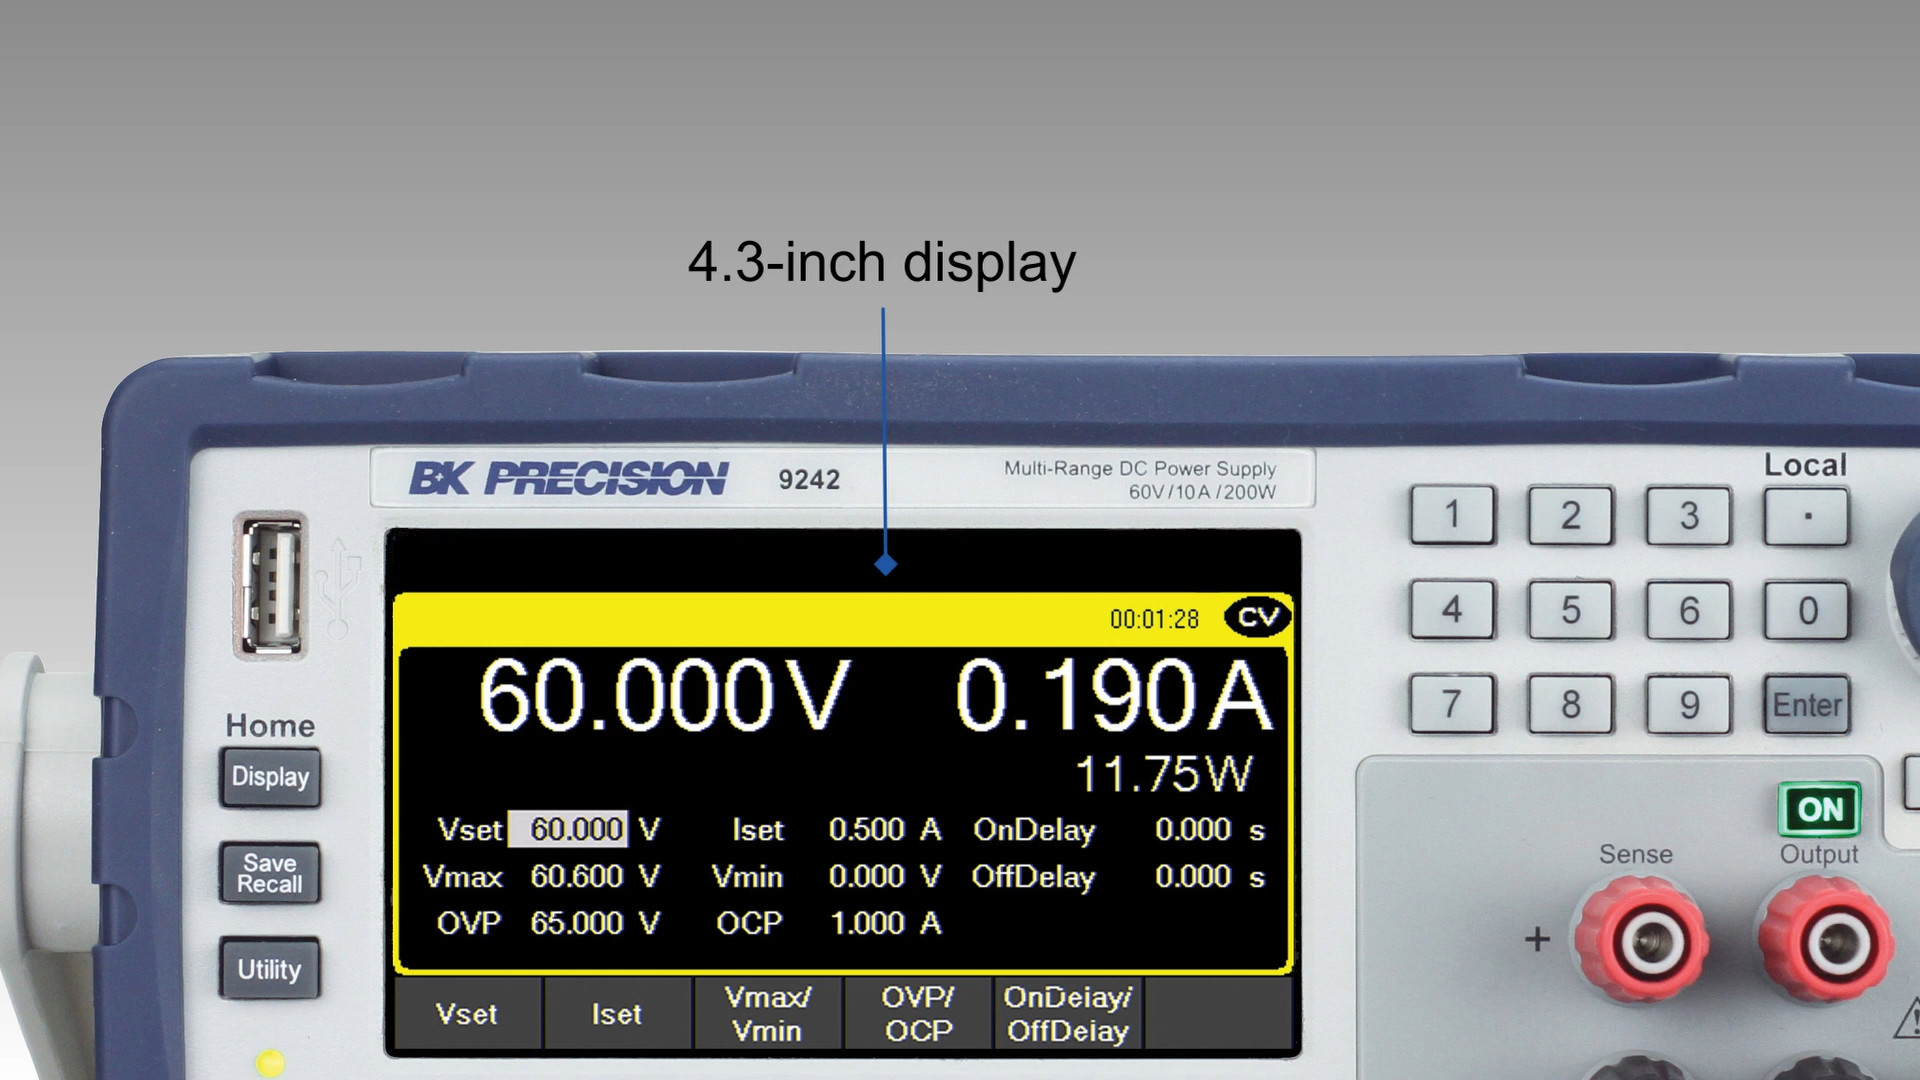 4.3-inch display
BK PRECISION 9242
Multi-Range DC Power Supply
60V/10A/200W
Local
1 2 3 .
4 5 6 0
7 8 9 Enter
00:01:28 CV
60.000V 0.190A
11.75W
Vset 60.000 V Iset 0.500 A OnDelay 0.000 s
Vmax 60.600 V Vmin 0.000 V OffDelay 0.000 s
OVP 65.000 V OCP 1.000 A
Vset Iset Vmax/ Vmin OVP/ OCP OnDelay/ OffDelay
Home
Display
Save
Recall
Utility
ON
Sense Output
+